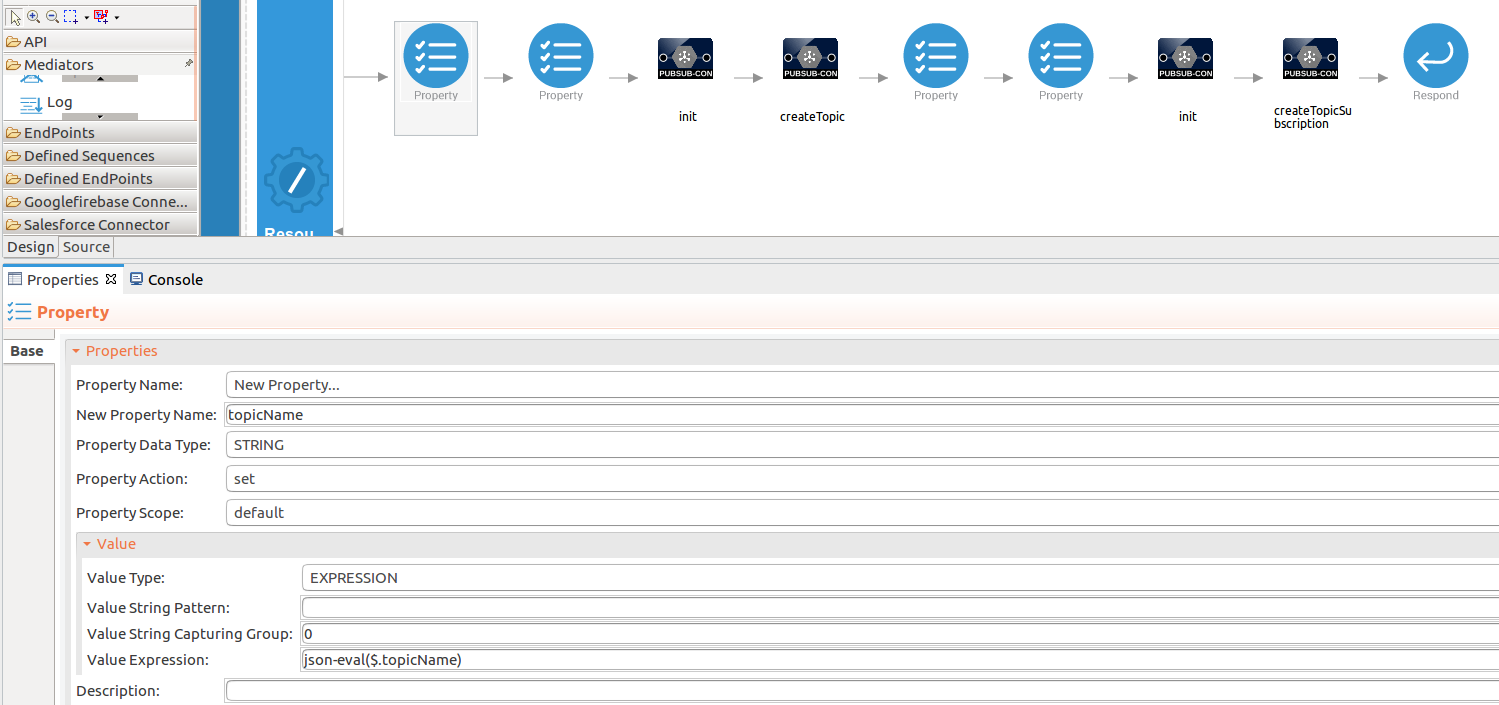 API
Mediators
Log
EndPoints
Defined Sequences
Defined EndPoints
Googlefirebase Conne...
Salesforce Connector
Property
Property
PUBSUB-CON
init
PUBSUB-CON
createTopic
Property
Property
PUBSUB-CON
init
PUBSUB-CON
createTopicSu
bscription
Respond
Resou
Design
Source
Properties
Console
Property
Base
Properties
Property Name: New Property...
New Property Name: topicName
Property Data Type: STRING
Property Action: set
Property Scope: default
Value
Value Type: EXPRESSION
Value String Pattern:
Value String Capturing Group: 0
Value Expression: json-eval($.topicName)
Description: